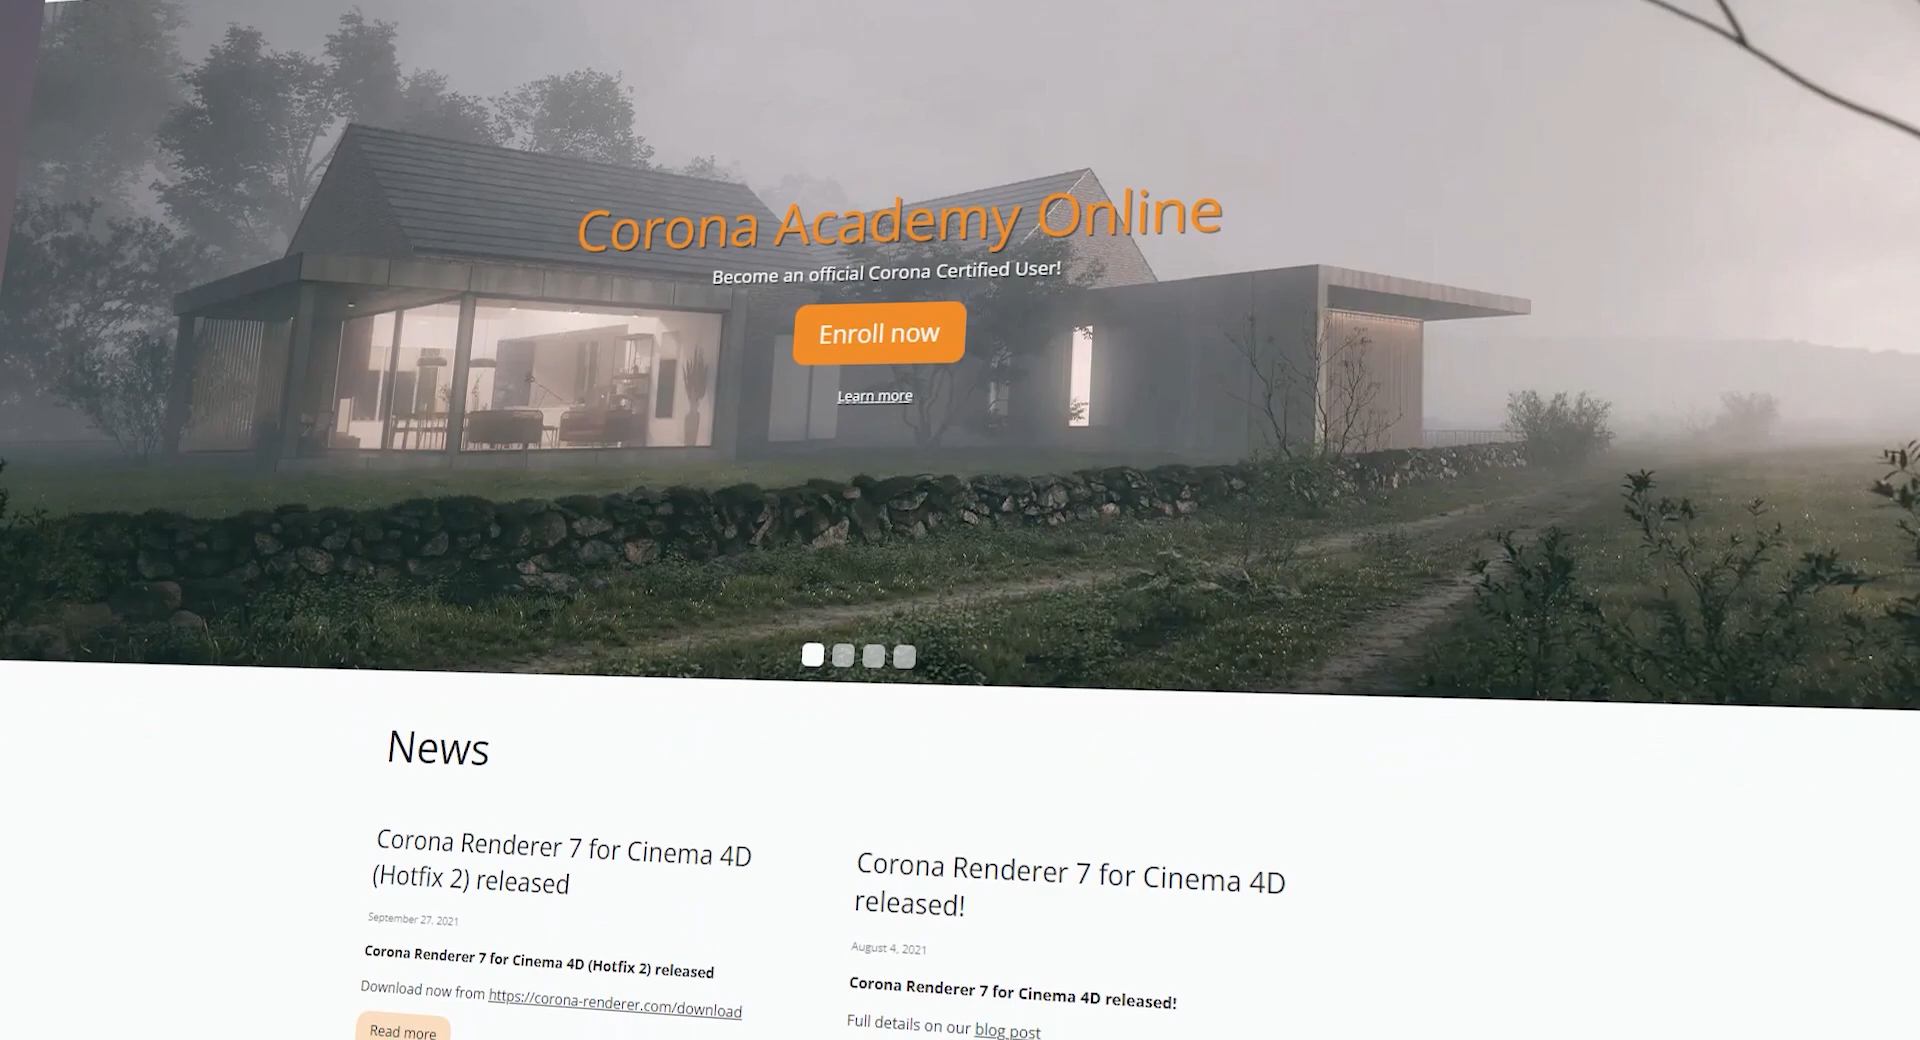 Corona Academy Online
Become an official Corona Certified User!
Enroll now
Learn more
News
Corona Renderer 7 for Cinema 4D
(Hotfix 2) released
September 27, 2021
Corona Renderer 7 for Cinema 4D (Hotfix 2) released
Download now from https://corona-renderer.com/download
Read more
Corona Renderer 7 for Cinema 4D
released!
August 4, 2021
Corona Renderer 7 for Cinema 4D released!
Full details on our blog post